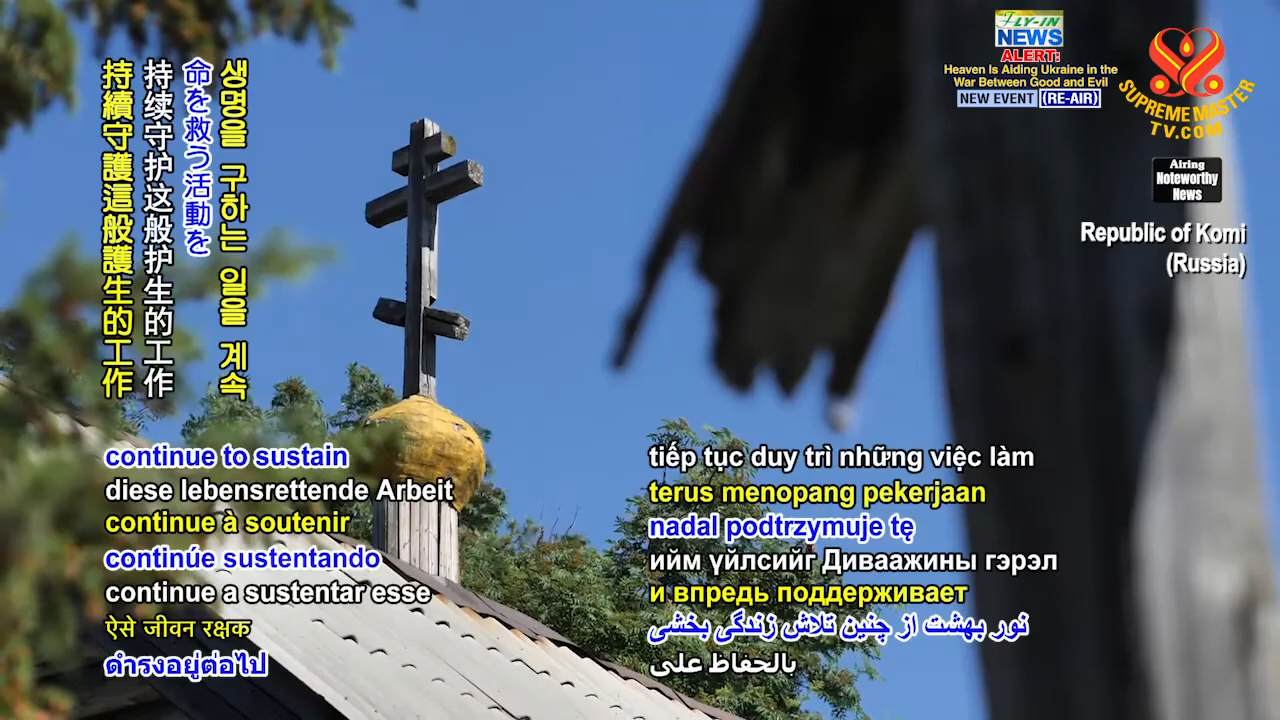 持續守護這般護生的工作
持续守护这般护生的工作
命を救う活動を
생명을 구하는 일을 계속
FLY-IN
NEWS
ALERT:
Heaven Is Aiding Ukraine in the
War Between Good and Evil
NEW EVENT (RE-AIR)
SUPREME MASTER
TV.COM
Airing
Noteworthy
News
Republic of Komi
(Russia)
continue to sustain
diese lebensrettende Arbeit
continue à soutenir
continúe sustentando
continue a sustentar esse
ऐसे जीवन रक्षक
ดำรงอยู่ต่อไป
tiếp tục duy trì những việc làm
terus menopang pekerjaan
nadal podtrzymuje tę
ийм үйлсийг Диваажины гэрэл
и впредь поддерживает
نور بهشت از چنین تلاش زندگی بخشی
بالحفاظ على